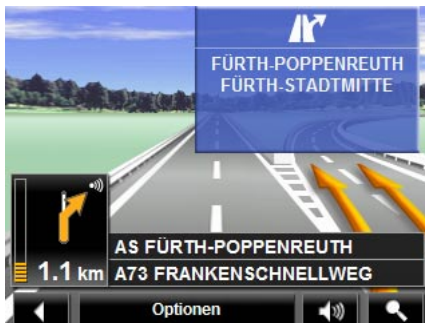 FÜRTH-POPPENREUTH
FÜRTH-STADTMITTE
AS FÜRTH-POPPENREUTH
1.1 km
A73 FRANKENSCHNELLWEG
Optionen